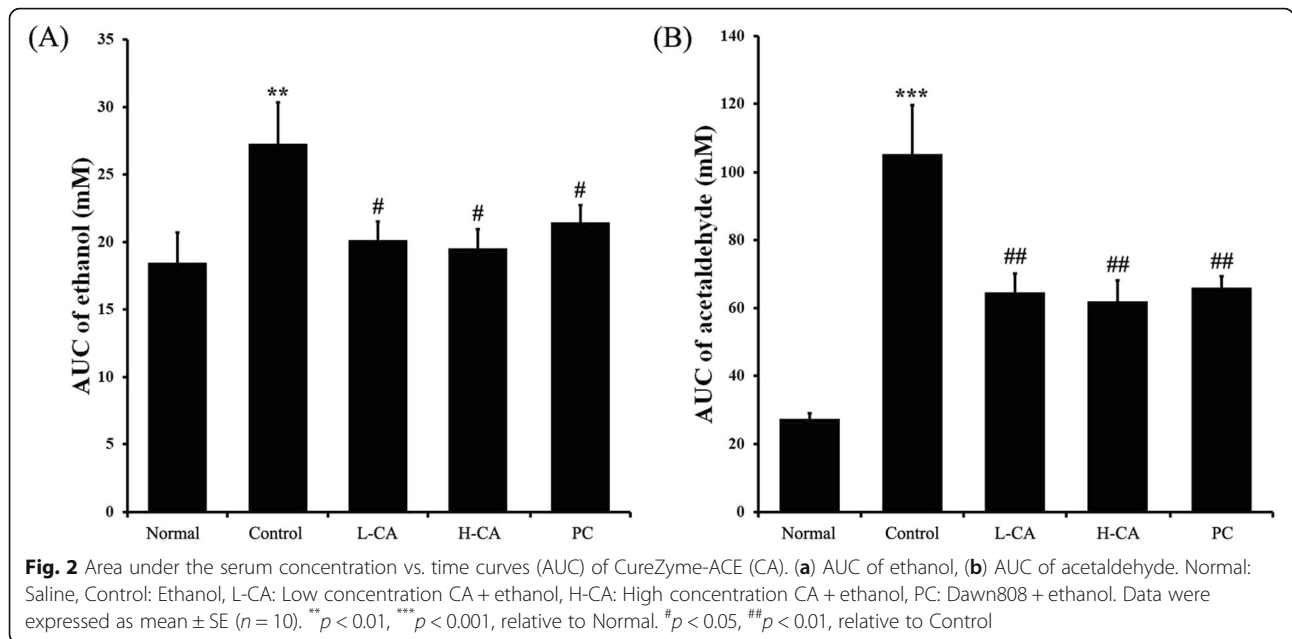 (A)
AUC of ethanol (mM)
35
30
25
20
15
10
5
0
**
#
#
#
Normal Control L-CA H-CA PC
(B)
AUC of acetaldehyde (mM)
140
120
100
80
60
40
20
0
***
##
##
##
Normal Control L-CA H-CA PC
Fig. 2 Area under the serum concentration vs. time curves (AUC) of CureZyme-ACE (CA). (a) AUC of ethanol, (b) AUC of acetaldehyde. Normal:
Saline, Control: Ethanol, L-CA: Low concentration CA + ethanol, H-CA: High concentration CA + ethanol, PC: Dawn808 + ethanol. Data were
expressed as mean ± SE (n = 10). **p < 0.01, ***p < 0.001, relative to Normal. #p < 0.05, ##p < 0.01, relative to Control